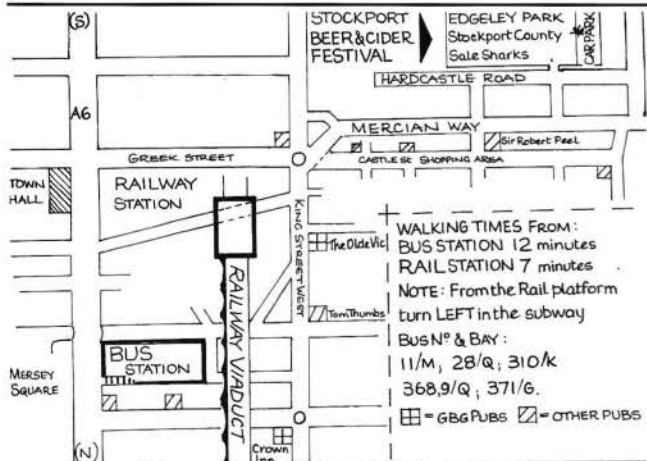 (S)
A6
STOCKPORT
BEER & CIDER
FESTIVAL
EDGELEY PARK
Stockport County
Sale Sharks
CAR PARK
HARDCASTLE ROAD
MERCIAN WAY
Sir Robert Peel
GREEK STREET
CASTLE St SHOPPING AREA
TOWN
HALL
RAILWAY
STATION
KING STREET WEST
The Olde Vic
Tom Thumbs
RAILWAY VIADUCT
BUS
STATION
MERSEY
SQUARE
(N)
Crown
WALKING TIMES FROM:
BUS STATION 12 minutes
RAIL STATION 7 minutes.
NOTE: From the Rail platform
turn LEFT in the subway
BUS Nº & BAY:
11/M; 28/Q; 310/K
368,9/Q; 371/G.
= GBG PUBS = OTHER PUBS